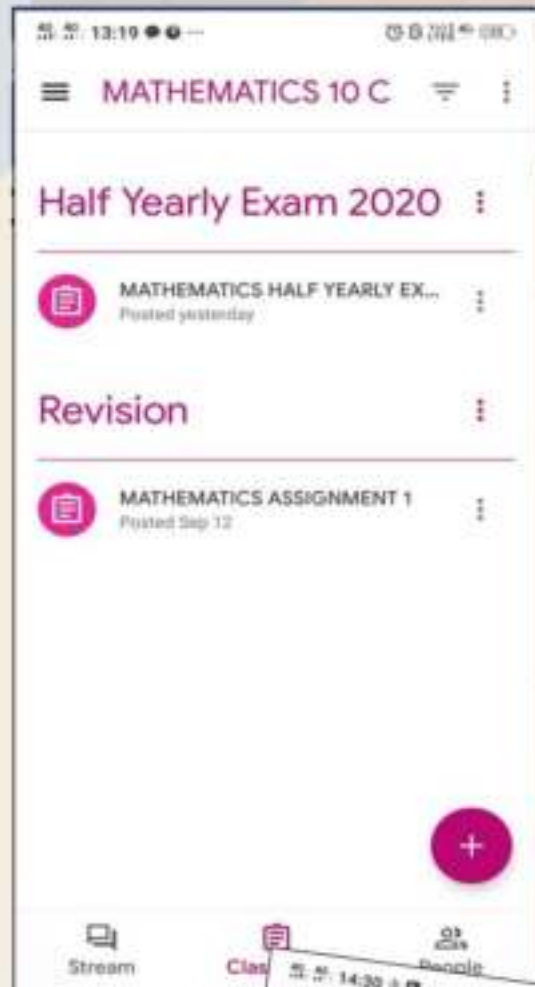 13:19
MATHEMATICS 10 C
Half Yearly Exam 2020
MATHEMATICS HALF YEARLY EX...
Posted yesterday
Revision
MATHEMATICS ASSIGNMENT 1
Posted Sep 12
+
Stream
Clas
People
14:30